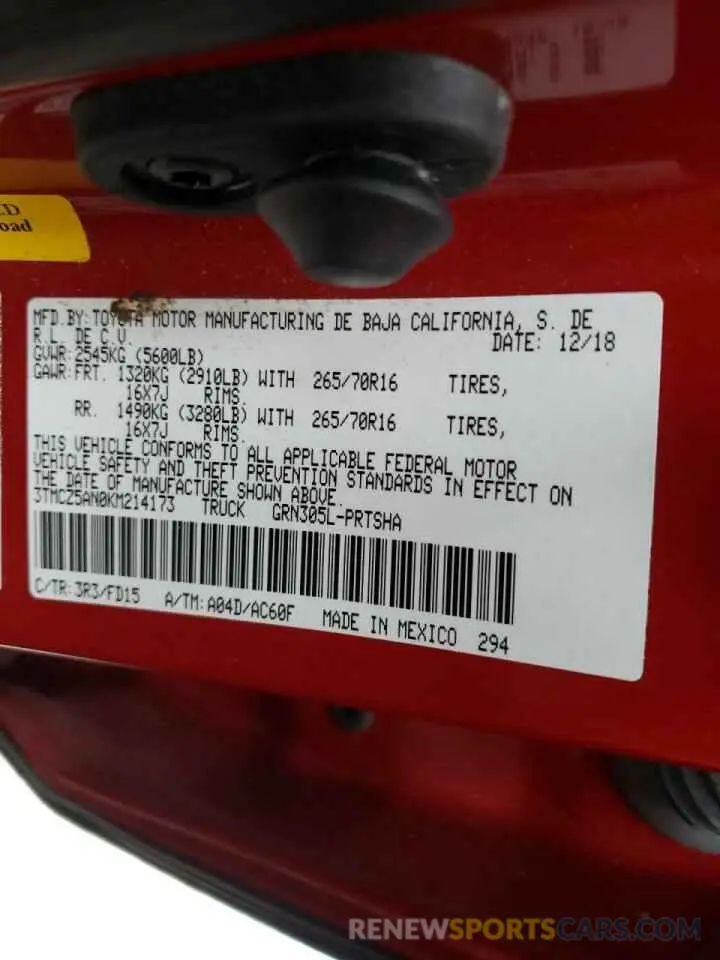 ED
oad
MFD. BY: TOYOTA MOTOR MANUFACTURING DE BAJA CALIFORNIA, S. DE
R.L. DE C.V. DATE: 12/18
GVWR: 2545KG (5600LB)
GAWR: FRT. 1320KG (2910LB) WITH 265/70R16 TIRES,
16X7J RIMS.
RR. 1490KG (3280LB) WITH 265/70R16 TIRES,
16X7J RIMS.
THIS VEHICLE CONFORMS TO ALL APPLICABLE FEDERAL MOTOR
VEHICLE SAFETY AND THEFT PREVENTION STANDARDS IN EFFECT ON
THE DATE OF MANUFACTURE SHOWN ABOVE.
3TMCZ5AN0KM214173 TRUCK GRN305L-PRTSHA
C/TR: 3R3/FD15 A/TM: A04D/AC60F MADE IN MEXICO 294
RENEWSPORTSCARS.COM